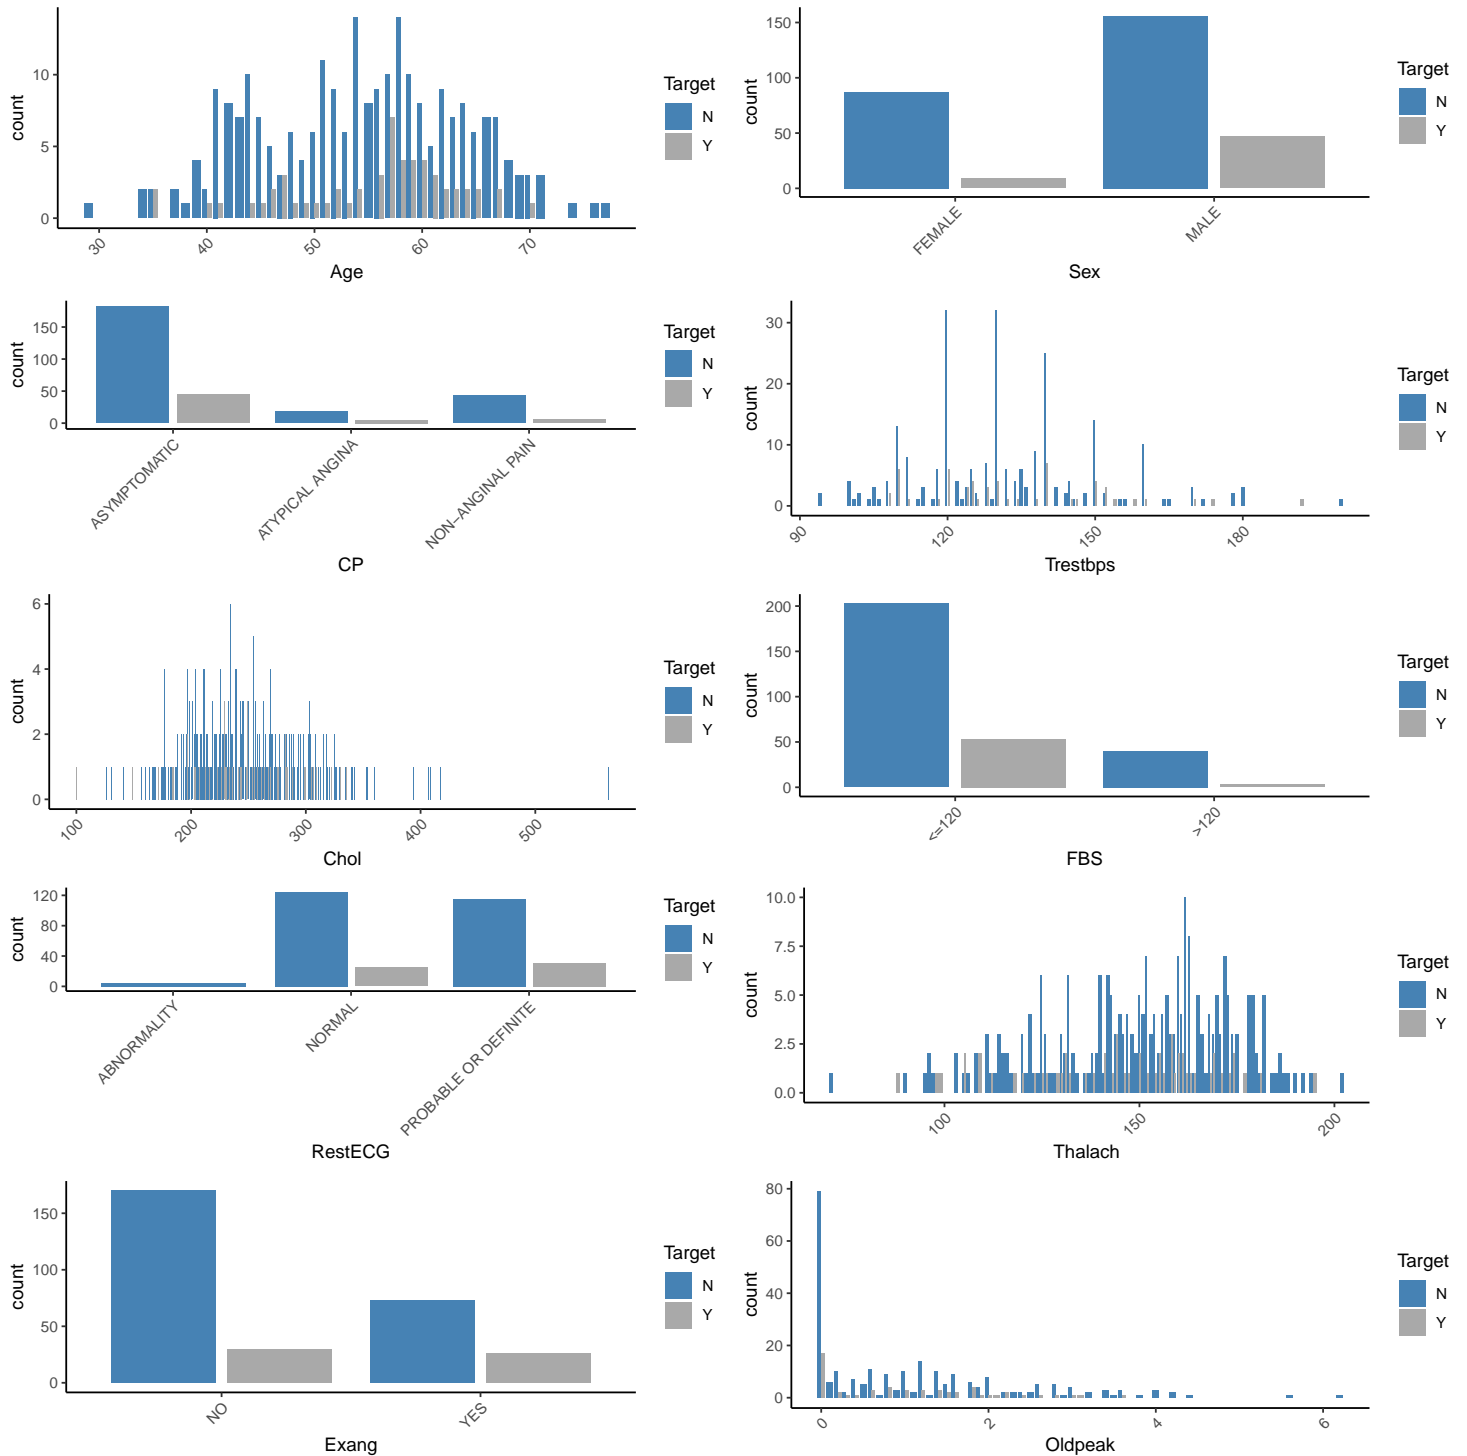 count
10
5
0
30
40
50
60
70
Age
Target
N
Y
count
150
100
50
0
FEMALE
MALE
Sex
Target
N
Y
count
150
100
50
0
ASYMPTOMATIC
ATYPICAL ANGINA
NON−ANGINAL PAIN
CP
Target
N
Y
count
30
20
10
0
90
120
150
180
Trestbps
Target
N
Y
count
6
4
2
0
100
200
300
400
500
Chol
Target
N
Y
count
200
150
100
50
0
<=120
>120
FBS
Target
N
Y
count
120
80
40
0
ABNORMALITY
NORMAL
PROBABLE OR DEFINITE
RestECG
Target
N
Y
count
10.0
7.5
5.0
2.5
0.0
100
150
200
Thalach
Target
N
Y
count
150
100
50
0
NO
YES
Exang
Target
N
Y
count
80
60
40
20
0
0
2
4
6
Oldpeak
Target
N
Y